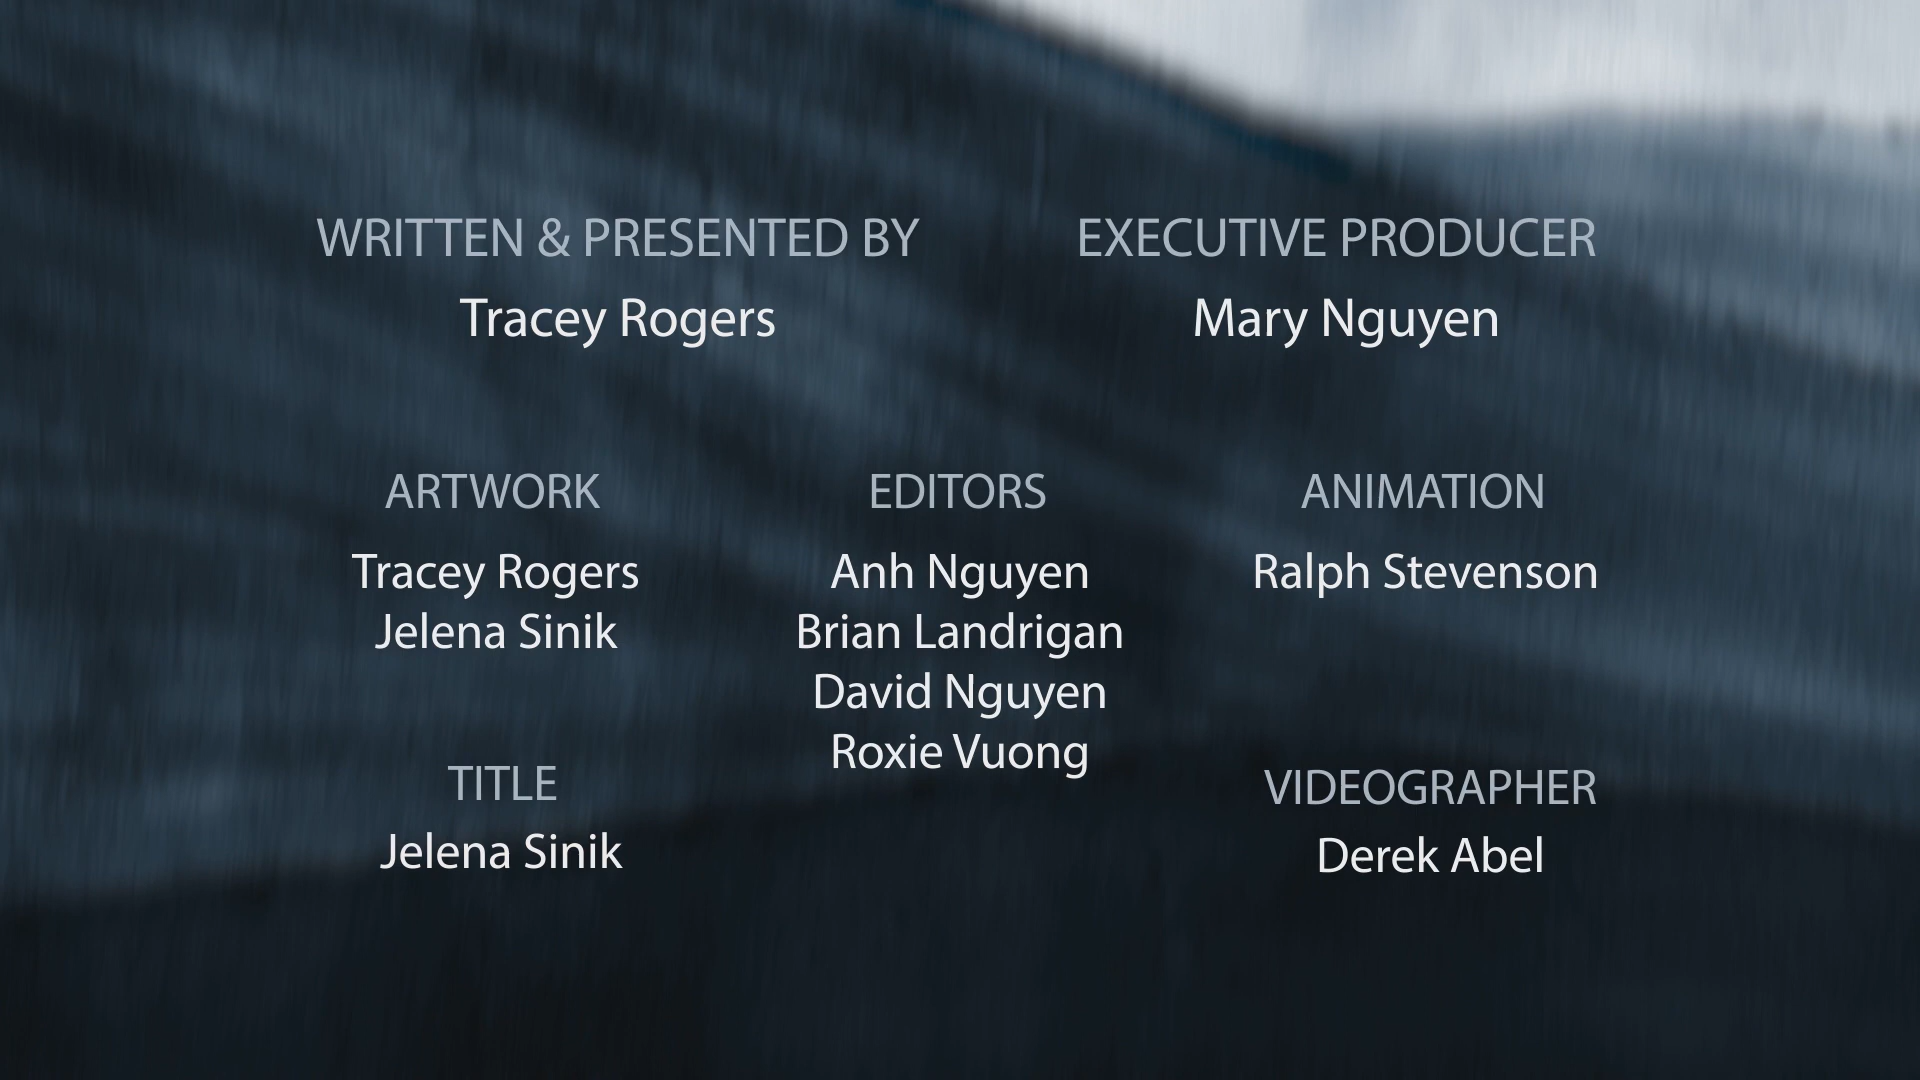 WRITTEN & PRESENTED BY
Tracey Rogers
EXECUTIVE PRODUCER
Mary Nguyen
ARTWORK
Tracey Rogers
Jelena Sinik
EDITORS
Anh Nguyen
Brian Landrigan
David Nguyen
Roxie Vuong
ANIMATION
Ralph Stevenson
TITLE
Jelena Sinik
VIDEOGRAPHER
Derek Abel